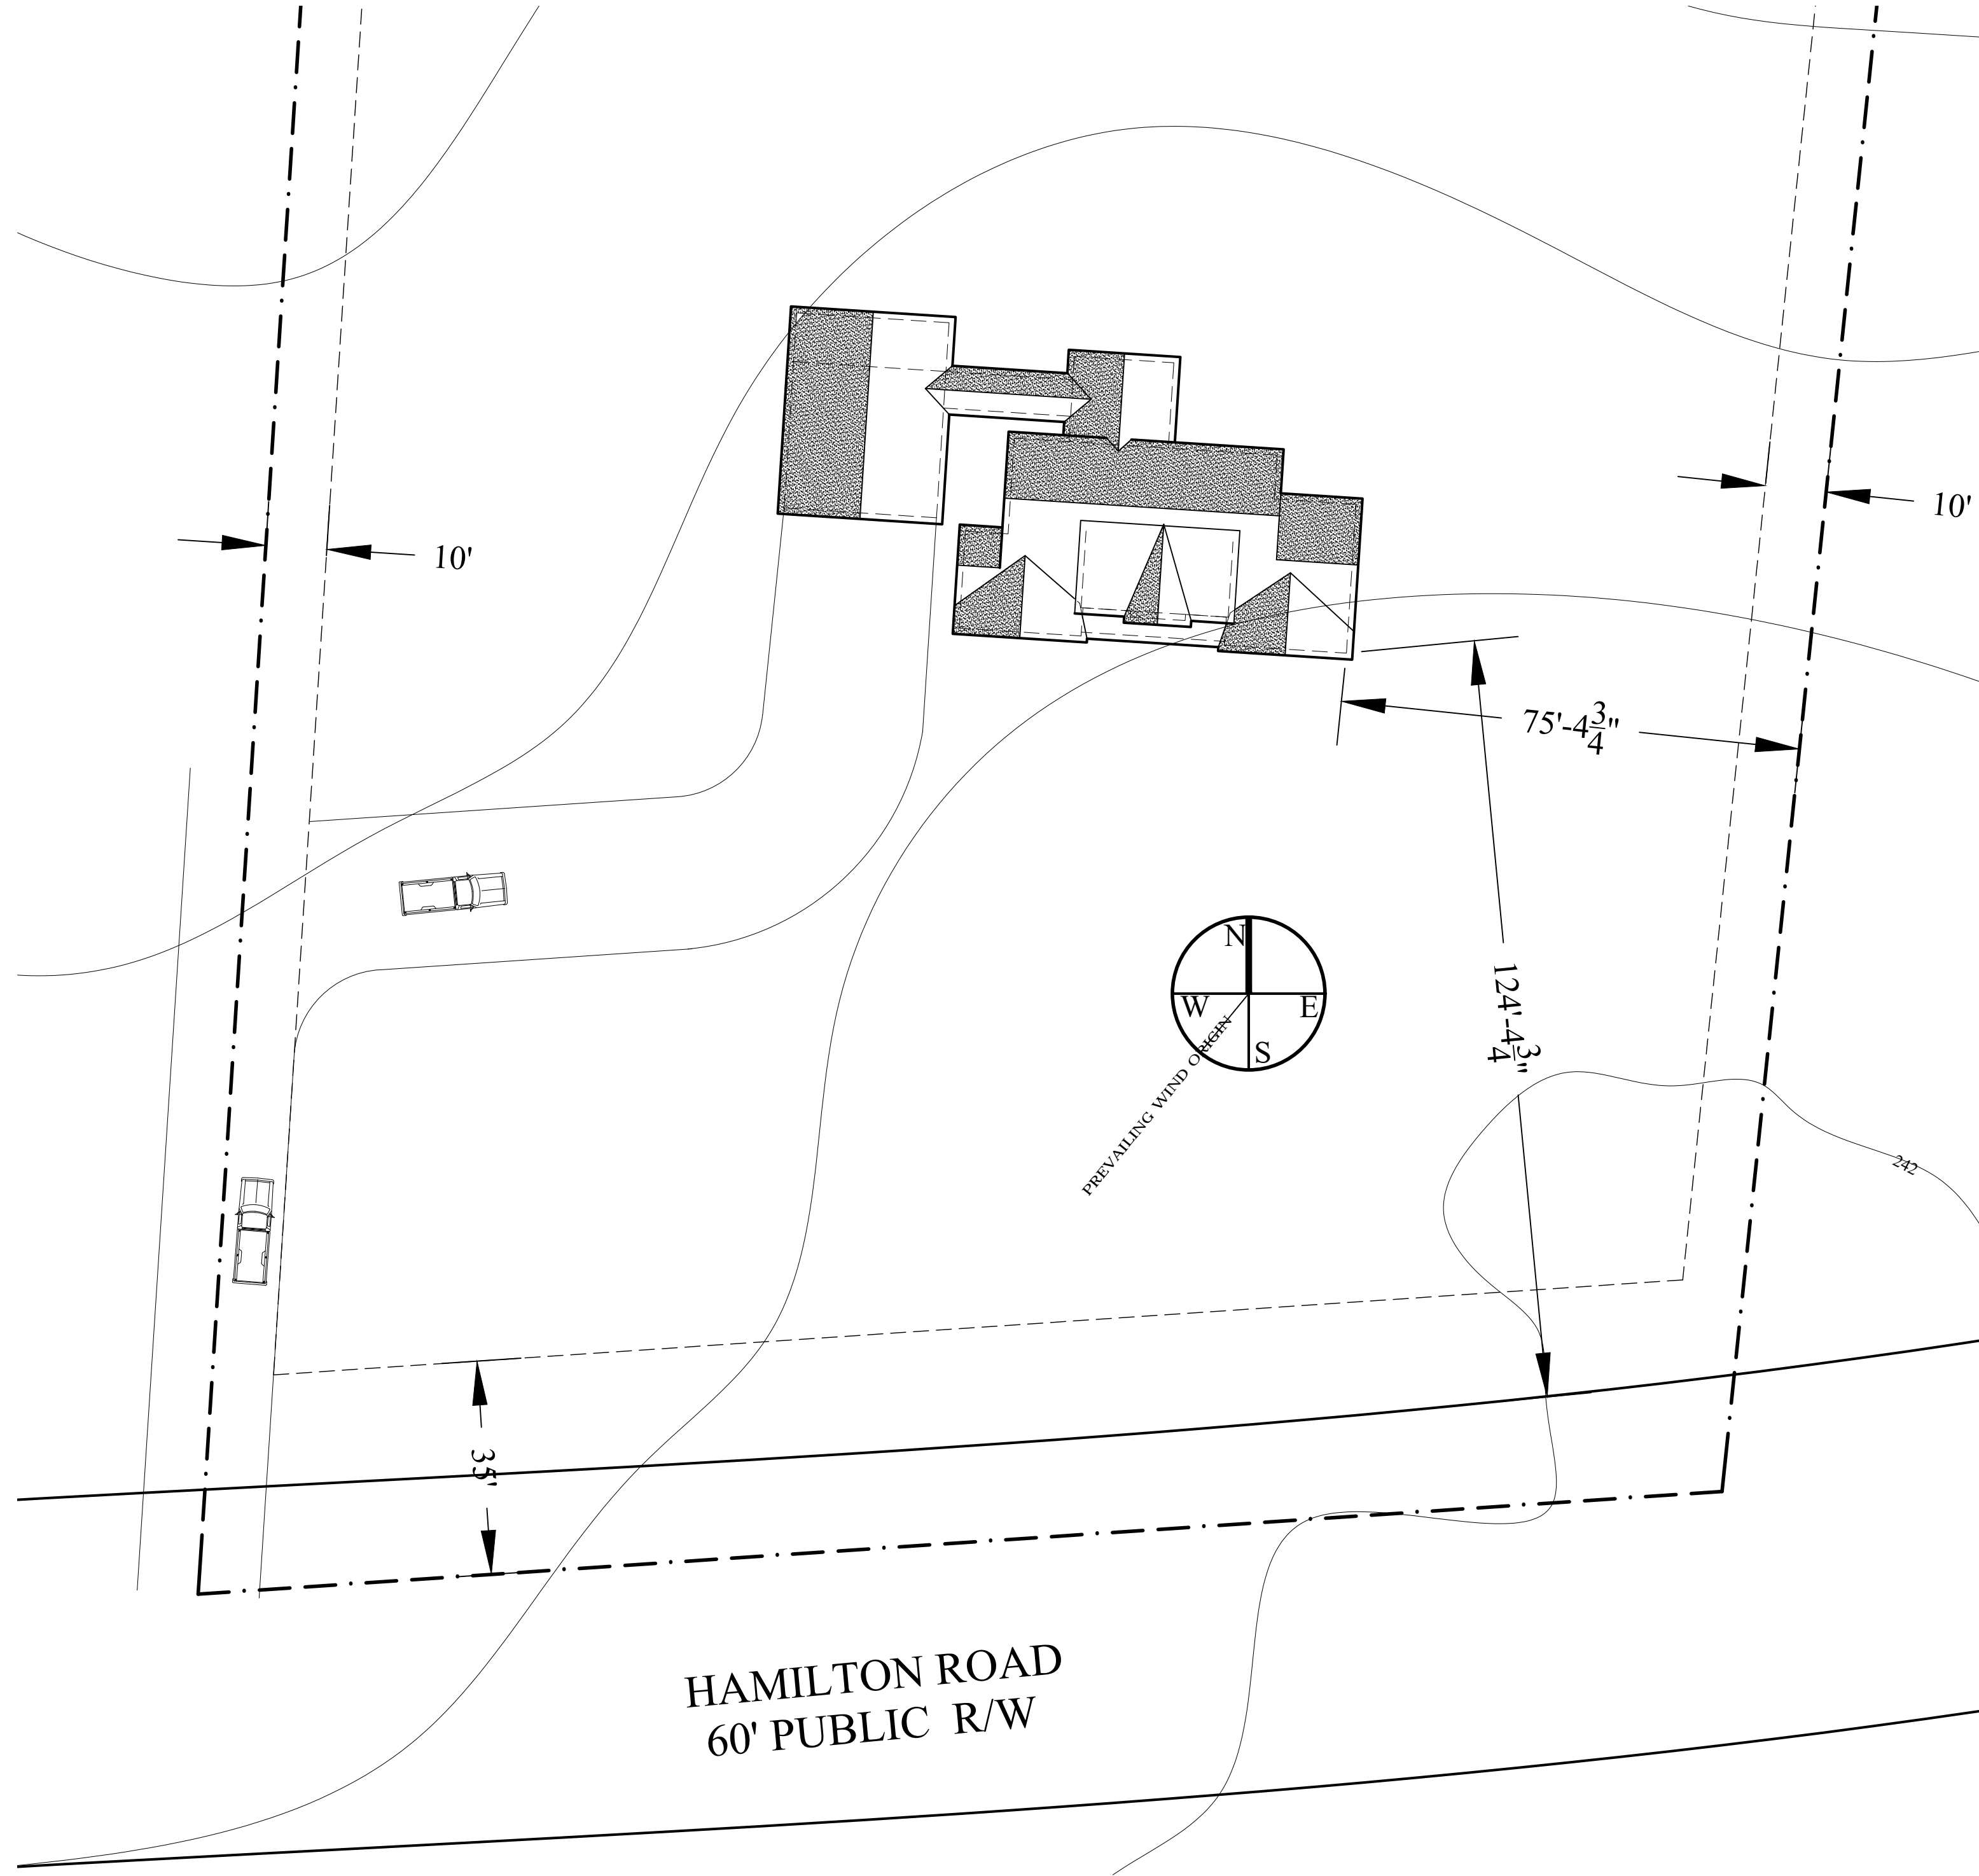 10'
10'
75'-4 3/4"
N
W E
S
PREVAILING WIND ORIGIN
124'-4 3/4"
242
35'
HAMILTON ROAD
60' PUBLIC R/W